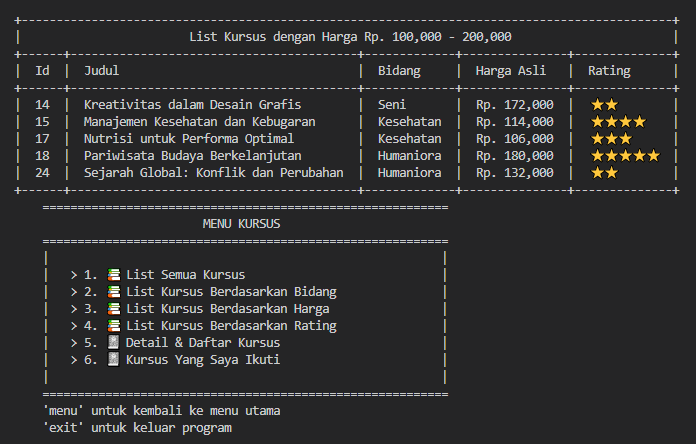 List Kursus dengan Harga Rp. 100,000 - 200,000
Id | Judul | Bidang | Harga Asli | Rating
14 | Kreativitas dalam Desain Grafis | Seni | Rp. 172,000 | ⭐⭐
15 | Manajemen Kesehatan dan Kebugaran | Kesehatan | Rp. 114,000 | ⭐⭐⭐⭐
17 | Nutrisi untuk Performa Optimal | Kesehatan | Rp. 106,000 | ⭐⭐⭐
18 | Pariwisata Budaya Berkelanjutan | Humaniora | Rp. 180,000 | ⭐⭐⭐⭐⭐
24 | Sejarah Global: Konflik dan Perubahan | Humaniora | Rp. 132,000 | ⭐⭐
MENU KURSUS
> 1. 📚 List Semua Kursus
> 2. 📚 List Kursus Berdasarkan Bidang
> 3. 📚 List Kursus Berdasarkan Harga
> 4. 📚 List Kursus Berdasarkan Rating
> 5. Detail & Daftar Kursus
> 6. Kursus Yang Saya Ikuti
'menu' untuk kembali ke menu utama
'exit' untuk keluar program